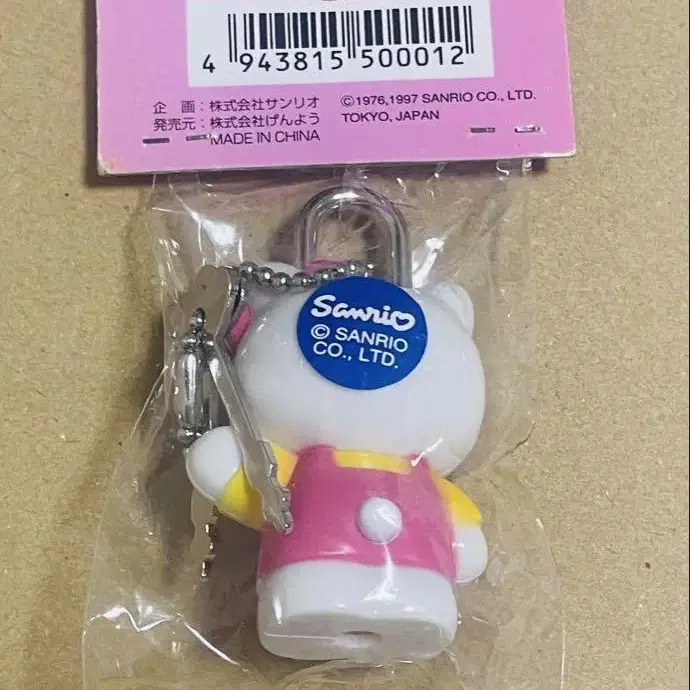 4 943815 500012
企　画：株式会社サンリオ
発売元：株式会社げんよう
MADE IN CHINA
©1976,1997 SANRIO CO., LTD.
TOKYO, JAPAN
Sanrio
© SANRIO
CO., LTD.